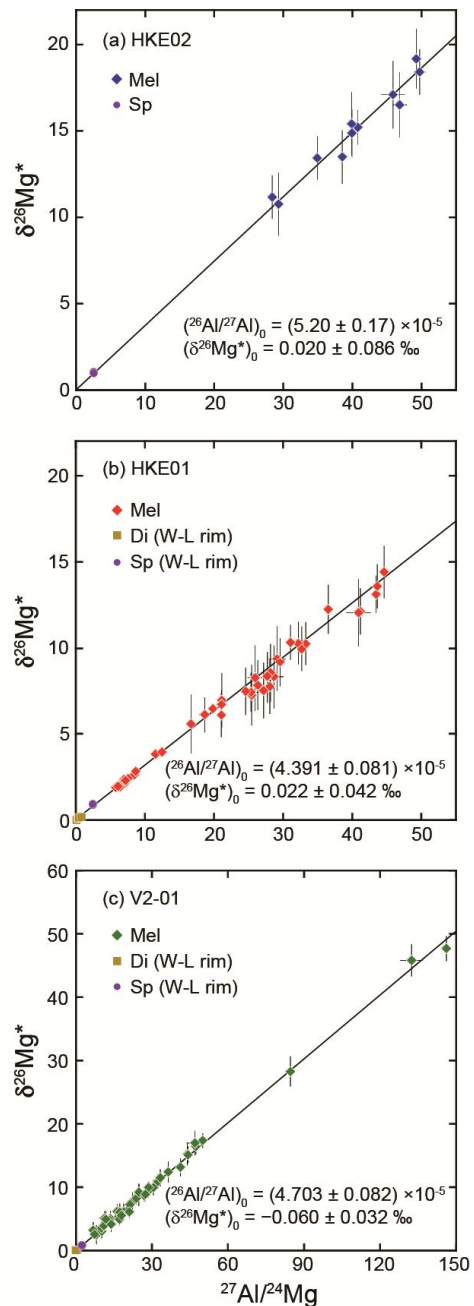 (a) HKE02
Mel
Sp
20
15
10
5
0
δ²⁶Mg*
(²⁶Al/²⁷Al)₀ = (5.20 ± 0.17) ×10⁻⁵
(δ²⁶Mg*)₀ = 0.020 ± 0.086 ‰
0 10 20 30 40 50
(b) HKE01
Mel
Di (W-L rim)
Sp (W-L rim)
20
15
10
5
0
δ²⁶Mg*
(²⁶Al/²⁷Al)₀ = (4.391 ± 0.081) ×10⁻⁵
(δ²⁶Mg*)₀ = 0.022 ± 0.042 ‰
0 10 20 30 40 50
(c) V2-01
Mel
Di (W-L rim)
Sp (W-L rim)
60
50
40
30
20
10
0
δ²⁶Mg*
(²⁶Al/²⁷Al)₀ = (4.703 ± 0.082) ×10⁻⁵
(δ²⁶Mg*)₀ = −0.060 ± 0.032 ‰
0 30 60 90 120 150
²⁷Al/²⁴Mg